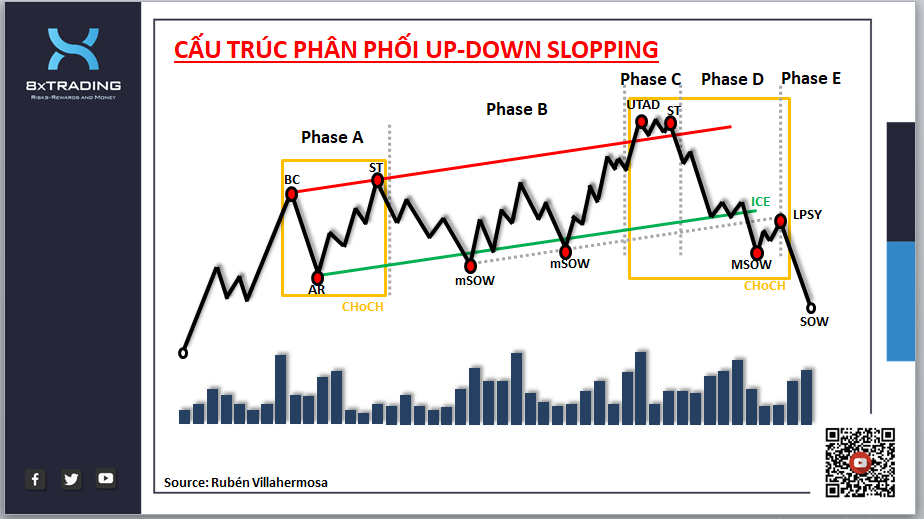 8xTRADING
RISKS-REWARDS AND MONEY
CẤU TRÚC PHÂN PHỐI UP-DOWN SLOPPING
Phase A
Phase B
Phase C
Phase D
Phase E
BC
ST
AR
CHoCH
mSOW
mSOW
UTAD
ST
ICE
LPSY
MSOW
CHoCH
SOW
Source: Rubén Villahermosa